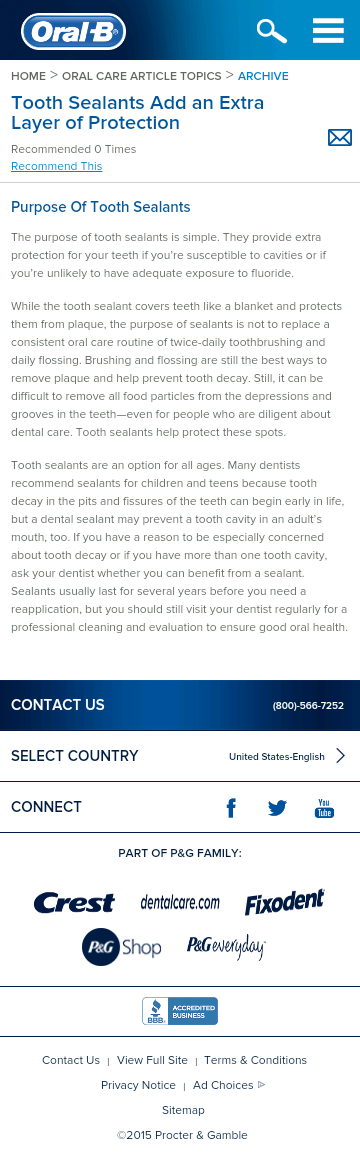 Oral-B
HOME > ORAL CARE ARTICLE TOPICS > ARCHIVE
Tooth Sealants Add an Extra
Layer of Protection
Recommended 0 Times
Recommend This
Purpose Of Tooth Sealants
The purpose of tooth sealants is simple. They provide extra
protection for your teeth if you're susceptible to cavities or if
you're unlikely to have adequate exposure to fluoride.
While the tooth sealant covers teeth like a blanket and protects
them from plaque, the purpose of sealants is not to replace a
consistent oral care routine of twice-daily toothbrushing and
daily flossing. Brushing and flossing are still the best ways to
remove plaque and help prevent tooth decay. Still, it can be
difficult to remove all food particles from the depressions and
grooves in the teeth—even for people who are diligent about
dental care. Tooth sealants help protect these spots.
Tooth sealants are an option for all ages. Many dentists
recommend sealants for children and teens because tooth
decay in the pits and fissures of the teeth can begin early in life,
but a dental sealant may prevent a tooth cavity in an adult's
mouth, too. If you have a reason to be especially concerned
about tooth decay or if you have more than one tooth cavity,
ask your dentist whether you can benefit from a sealant.
Sealants usually last for several years before you need a
reapplication, but you should still visit your dentist regularly for a
professional cleaning and evaluation to ensure good oral health.
CONTACT US (800)-566-7252
SELECT COUNTRY United States-English
CONNECT You Tube
PART OF P&G FAMILY:
Crest dentalcare.com Fixodent
P&G Shop P&G everyday
BBB ACCREDITED BUSINESS
Contact Us | View Full Site | Terms & Conditions
Privacy Notice | Ad Choices
Sitemap
©2015 Procter & Gamble